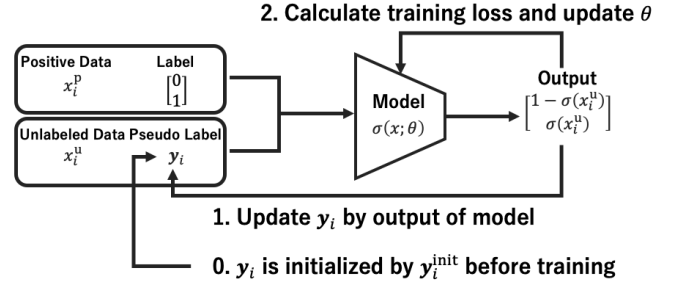 2. Calculate training loss and update θ
Positive Data Label
x_i^p [0 1]
Unlabeled Data Pseudo Label
x_i^u y_i
Model
σ(x;θ)
Output
[1 − σ(x_i^u)
σ(x_i^u)]
1. Update y_i by output of model
0. y_i is initialized by y_i^init before training